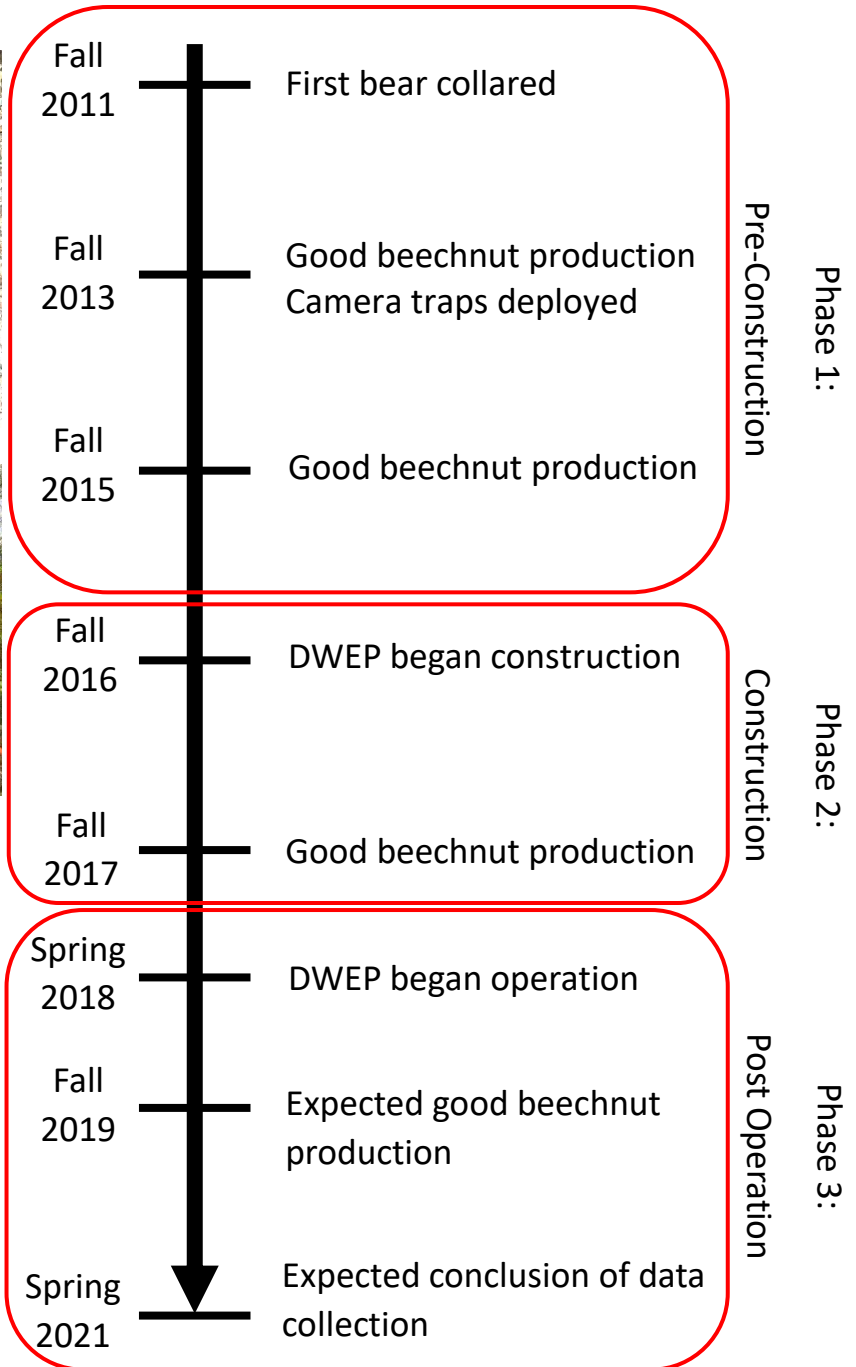 Fall
2011
First bear collared
Fall
2013
Good beechnut production
Camera traps deployed
Fall
2015
Good beechnut production
Phase 1:
Pre-Construction
Fall
2016
DWEP began construction
Fall
2017
Good beechnut production
Phase 2:
Construction
Spring
2018
DWEP began operation
Fall
2019
Expected good beechnut
production
Spring
2021
Expected conclusion of data
collection
Phase 3:
Post Operation